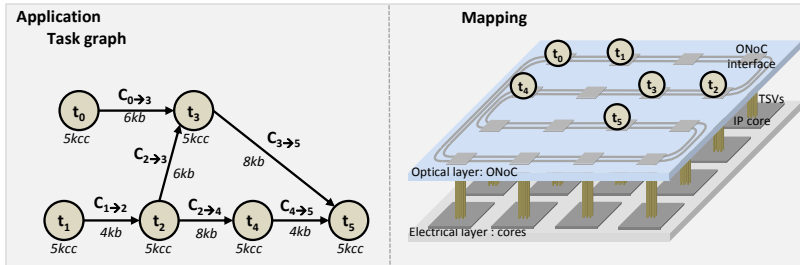 Application
Task graph
t0
5kcc
C0→3
6kb
t3
5kcc
C2→3
6kb
C3→5
8kb
t1
5kcc
C1→2
4kb
t2
5kcc
C2→4
8kb
t4
5kcc
C4→5
4kb
t5
5kcc
Mapping
t0
t1
ONoC
interface
t4
t3
t2
TSVs
t5
IP core
Optical layer: ONoC
Electrical layer : cores